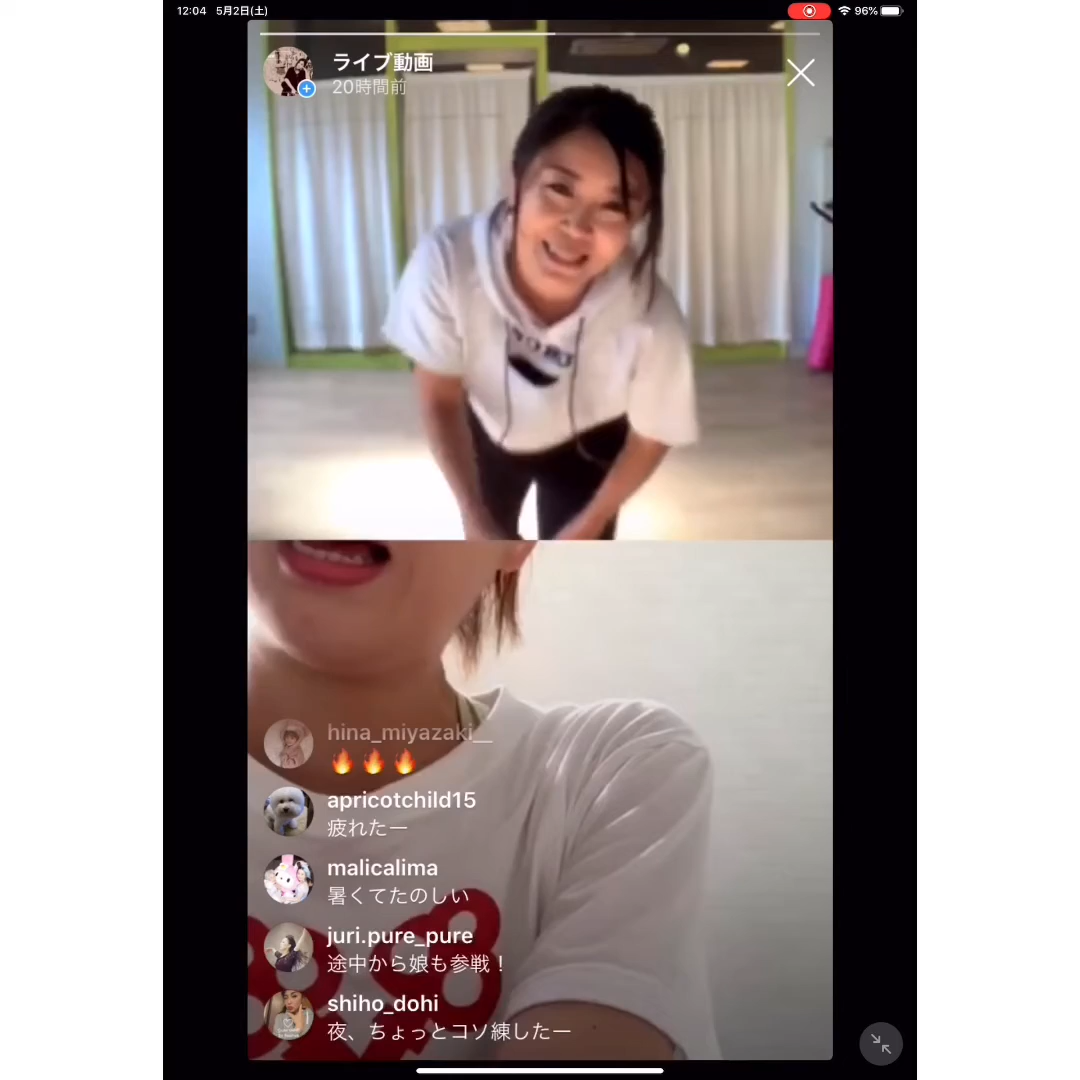 12:04 5月2日(土)
96%
ライブ動画
20時間前
hina_miyazaki__
🔥🔥🔥
apricotchild15
疲れたー
malicalima
暑くてたのしい
juri.pure_pure
途中から娘も参戦！
shiho_dohi
夜、ちょっとコソ練したー